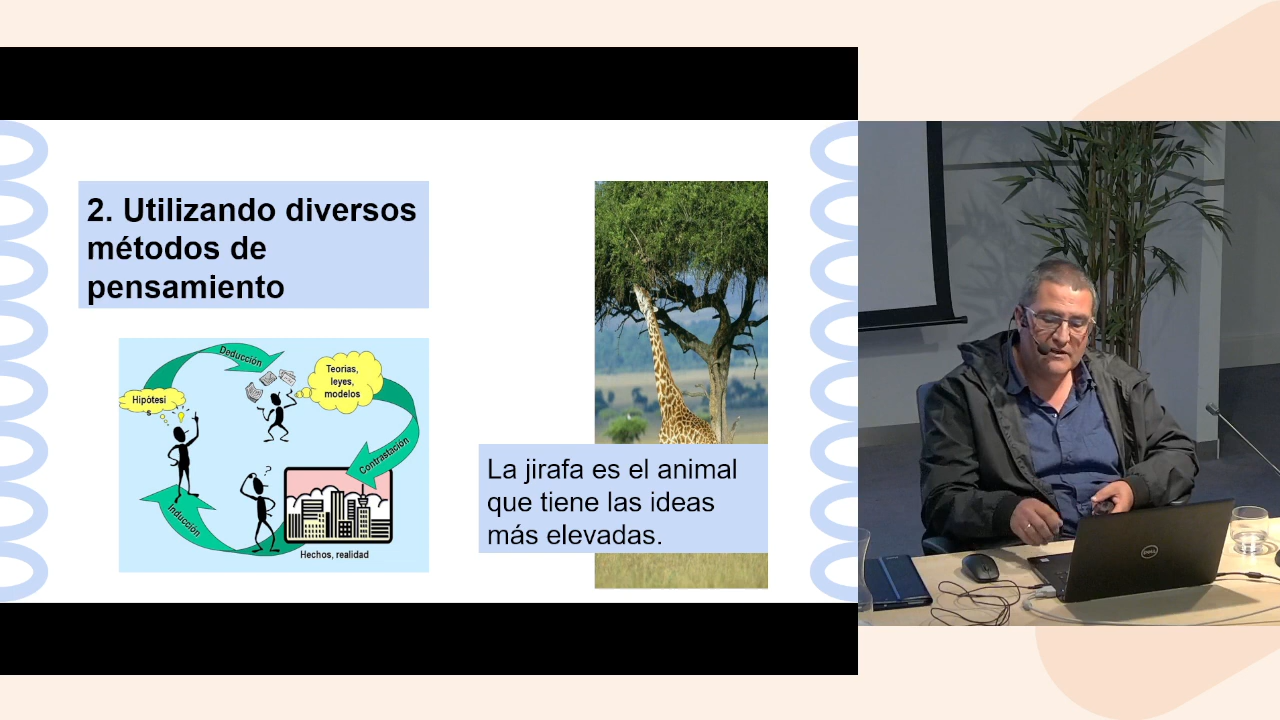 2. Utilizando diversos
métodos de
pensamiento
Deducción
Teorías,
leyes,
modelos
Hipótesi
s
Contrastación
Inducción
Hechos, realidad
La jirafa es el animal
que tiene las ideas
más elevadas.
DELL